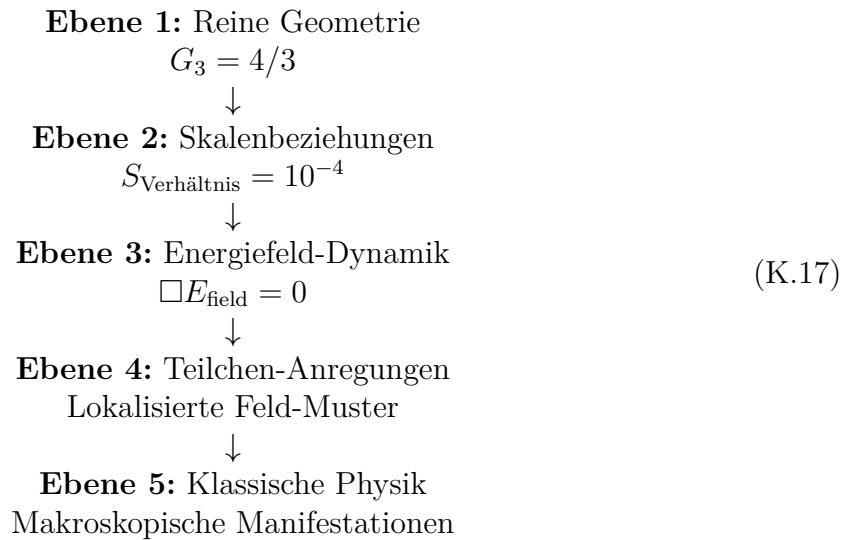 Ebene 1: Reine Geometrie
G₃ = 4/3
↓
Ebene 2: Skalenbeziehungen
S_Verhältnis = 10⁻⁴
↓
Ebene 3: Energiefeld-Dynamik
□E_field = 0
(K.17)
↓
Ebene 4: Teilchen-Anregungen
Lokalisierte Feld-Muster
↓
Ebene 5: Klassische Physik
Makroskopische Manifestationen